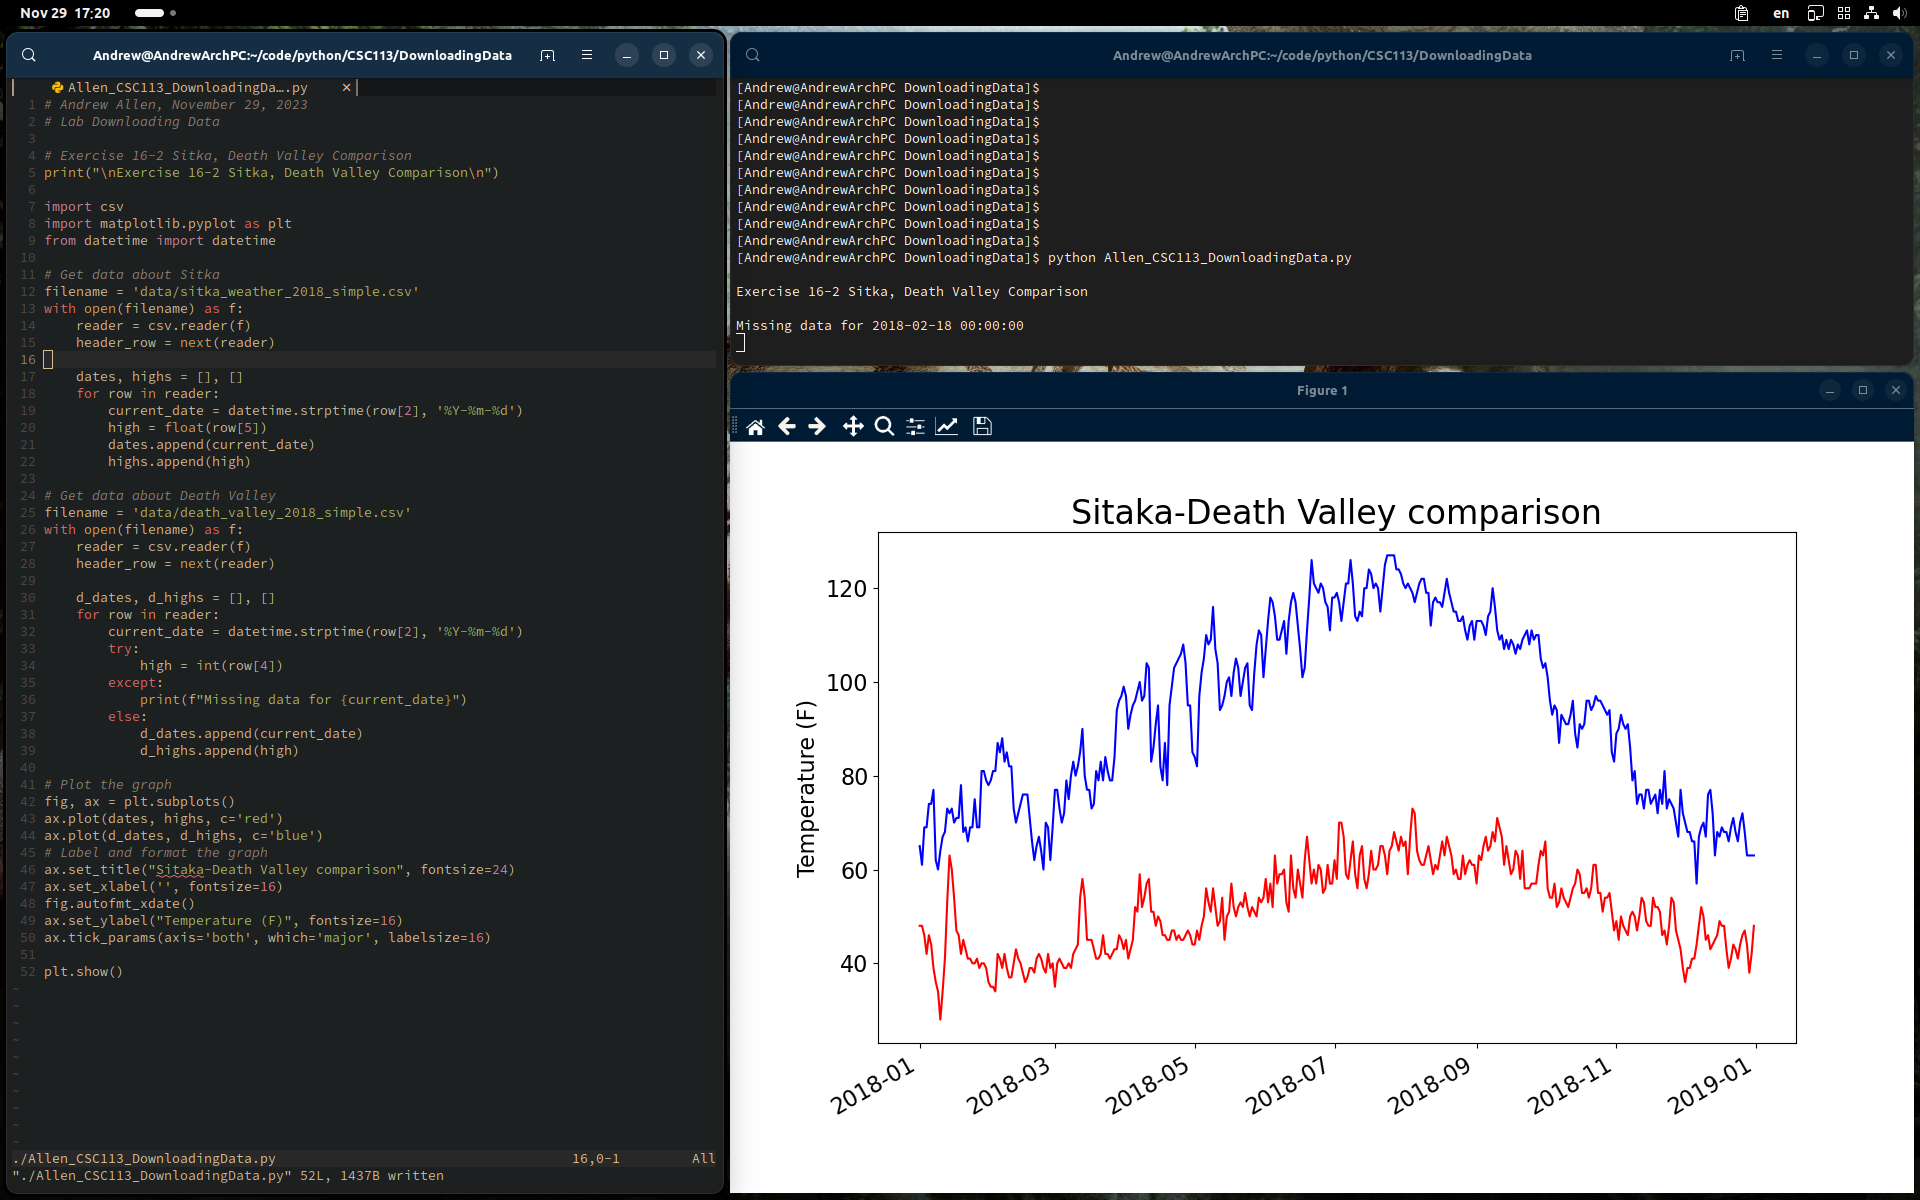 Nov 29  17:20
en
Andrew@AndrewArchPC:~/code/python/CSC113/DownloadingData
Allen_CSC113_DownloadingDa….py ×
1 # Andrew Allen, November 29, 2023
2 # Lab Downloading Data
3
4 # Exercise 16-2 Sitka, Death Valley Comparison
5 print("\nExercise 16-2 Sitka, Death Valley Comparison\n")
6
7 import csv
8 import matplotlib.pyplot as plt
9 from datetime import datetime
10
11 # Get data about Sitka
12 filename = 'data/sitka_weather_2018_simple.csv'
13 with open(filename) as f:
14     reader = csv.reader(f)
15     header_row = next(reader)
16
17     dates, highs = [], []
18     for row in reader:
19         current_date = datetime.strptime(row[2], '%Y-%m-%d')
20         high = float(row[5])
21         dates.append(current_date)
22         highs.append(high)
23
24 # Get data about Death Valley
25 filename = 'data/death_valley_2018_simple.csv'
26 with open(filename) as f:
27     reader = csv.reader(f)
28     header_row = next(reader)
29
30     d_dates, d_highs = [], []
31     for row in reader:
32         current_date = datetime.strptime(row[2], '%Y-%m-%d')
33         try:
34             high = int(row[4])
35         except:
36             print(f"Missing data for {current_date}")
37         else:
38             d_dates.append(current_date)
39             d_highs.append(high)
40
41 # Plot the graph
42 fig, ax = plt.subplots()
43 ax.plot(dates, highs, c='red')
44 ax.plot(d_dates, d_highs, c='blue')
45 # Label and format the graph
46 ax.set_title("Sitaka-Death Valley comparison", fontsize=24)
47 ax.set_xlabel('', fontsize=16)
48 fig.autofmt_xdate()
49 ax.set_ylabel("Temperature (F)", fontsize=16)
50 ax.tick_params(axis='both', which='major', labelsize=16)
51
52 plt.show()
~
~
~
~
~
~
~
~
~
~
./Allen_CSC113_DownloadingData.py 16,0-1 All
"./Allen_CSC113_DownloadingData.py" 52L, 1437B written
Andrew@AndrewArchPC:~/code/python/CSC113/DownloadingData
[Andrew@AndrewArchPC DownloadingData]$
[Andrew@AndrewArchPC DownloadingData]$
[Andrew@AndrewArchPC DownloadingData]$
[Andrew@AndrewArchPC DownloadingData]$
[Andrew@AndrewArchPC DownloadingData]$
[Andrew@AndrewArchPC DownloadingData]$
[Andrew@AndrewArchPC DownloadingData]$
[Andrew@AndrewArchPC DownloadingData]$
[Andrew@AndrewArchPC DownloadingData]$
[Andrew@AndrewArchPC DownloadingData]$
[Andrew@AndrewArchPC DownloadingData]$ python Allen_CSC113_DownloadingData.py
Exercise 16-2 Sitka, Death Valley Comparison
Missing data for 2018-02-18 00:00:00
Figure 1
Sitaka-Death Valley comparison
Temperature (F)
120
100
80
60
40
2018-01
2018-03
2018-05
2018-07
2018-09
2018-11
2019-01